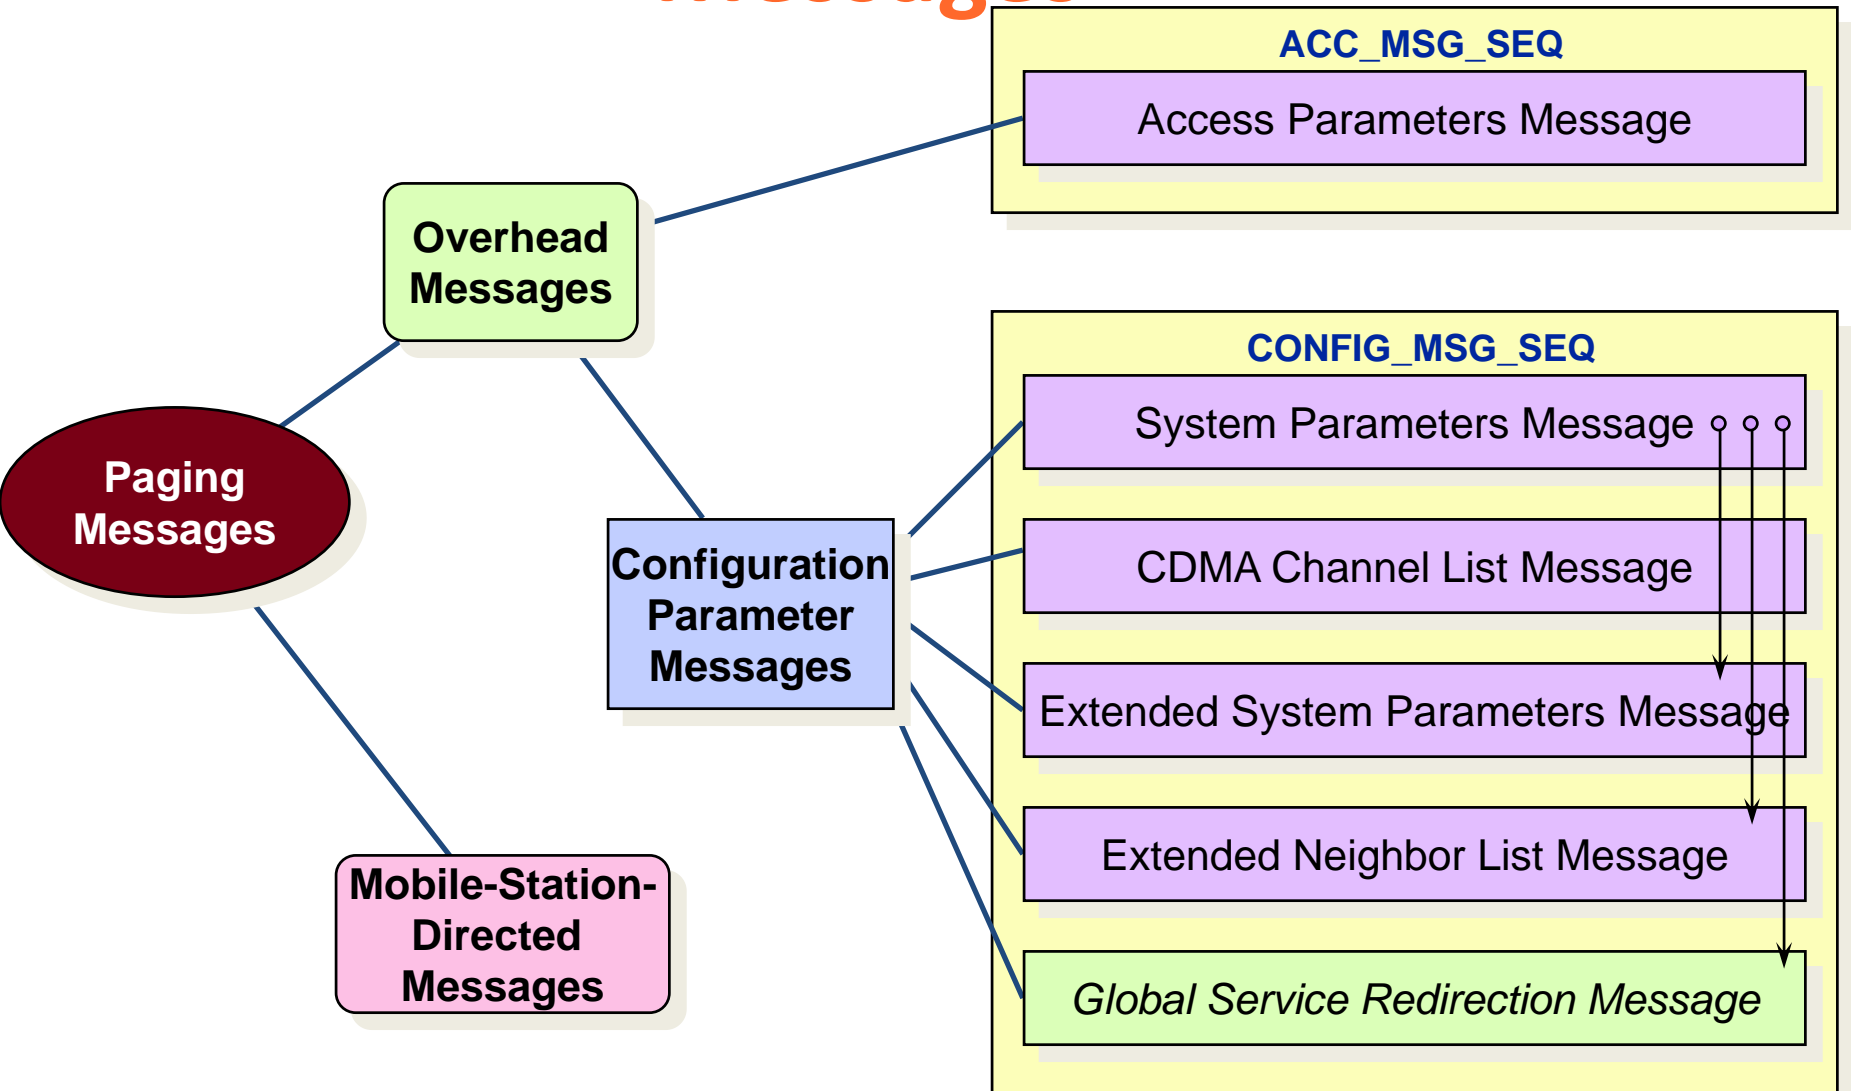 Messages
ACC_MSG_SEQ
Access Parameters Message
Overhead
Messages
CONFIG_MSG_SEQ
System Parameters Message
Paging
Messages
Configuration
Parameter
Messages
CDMA Channel List Message
Extended System Parameters Message
Extended Neighbor List Message
Mobile-Station-
Directed
Messages
Global Service Redirection Message